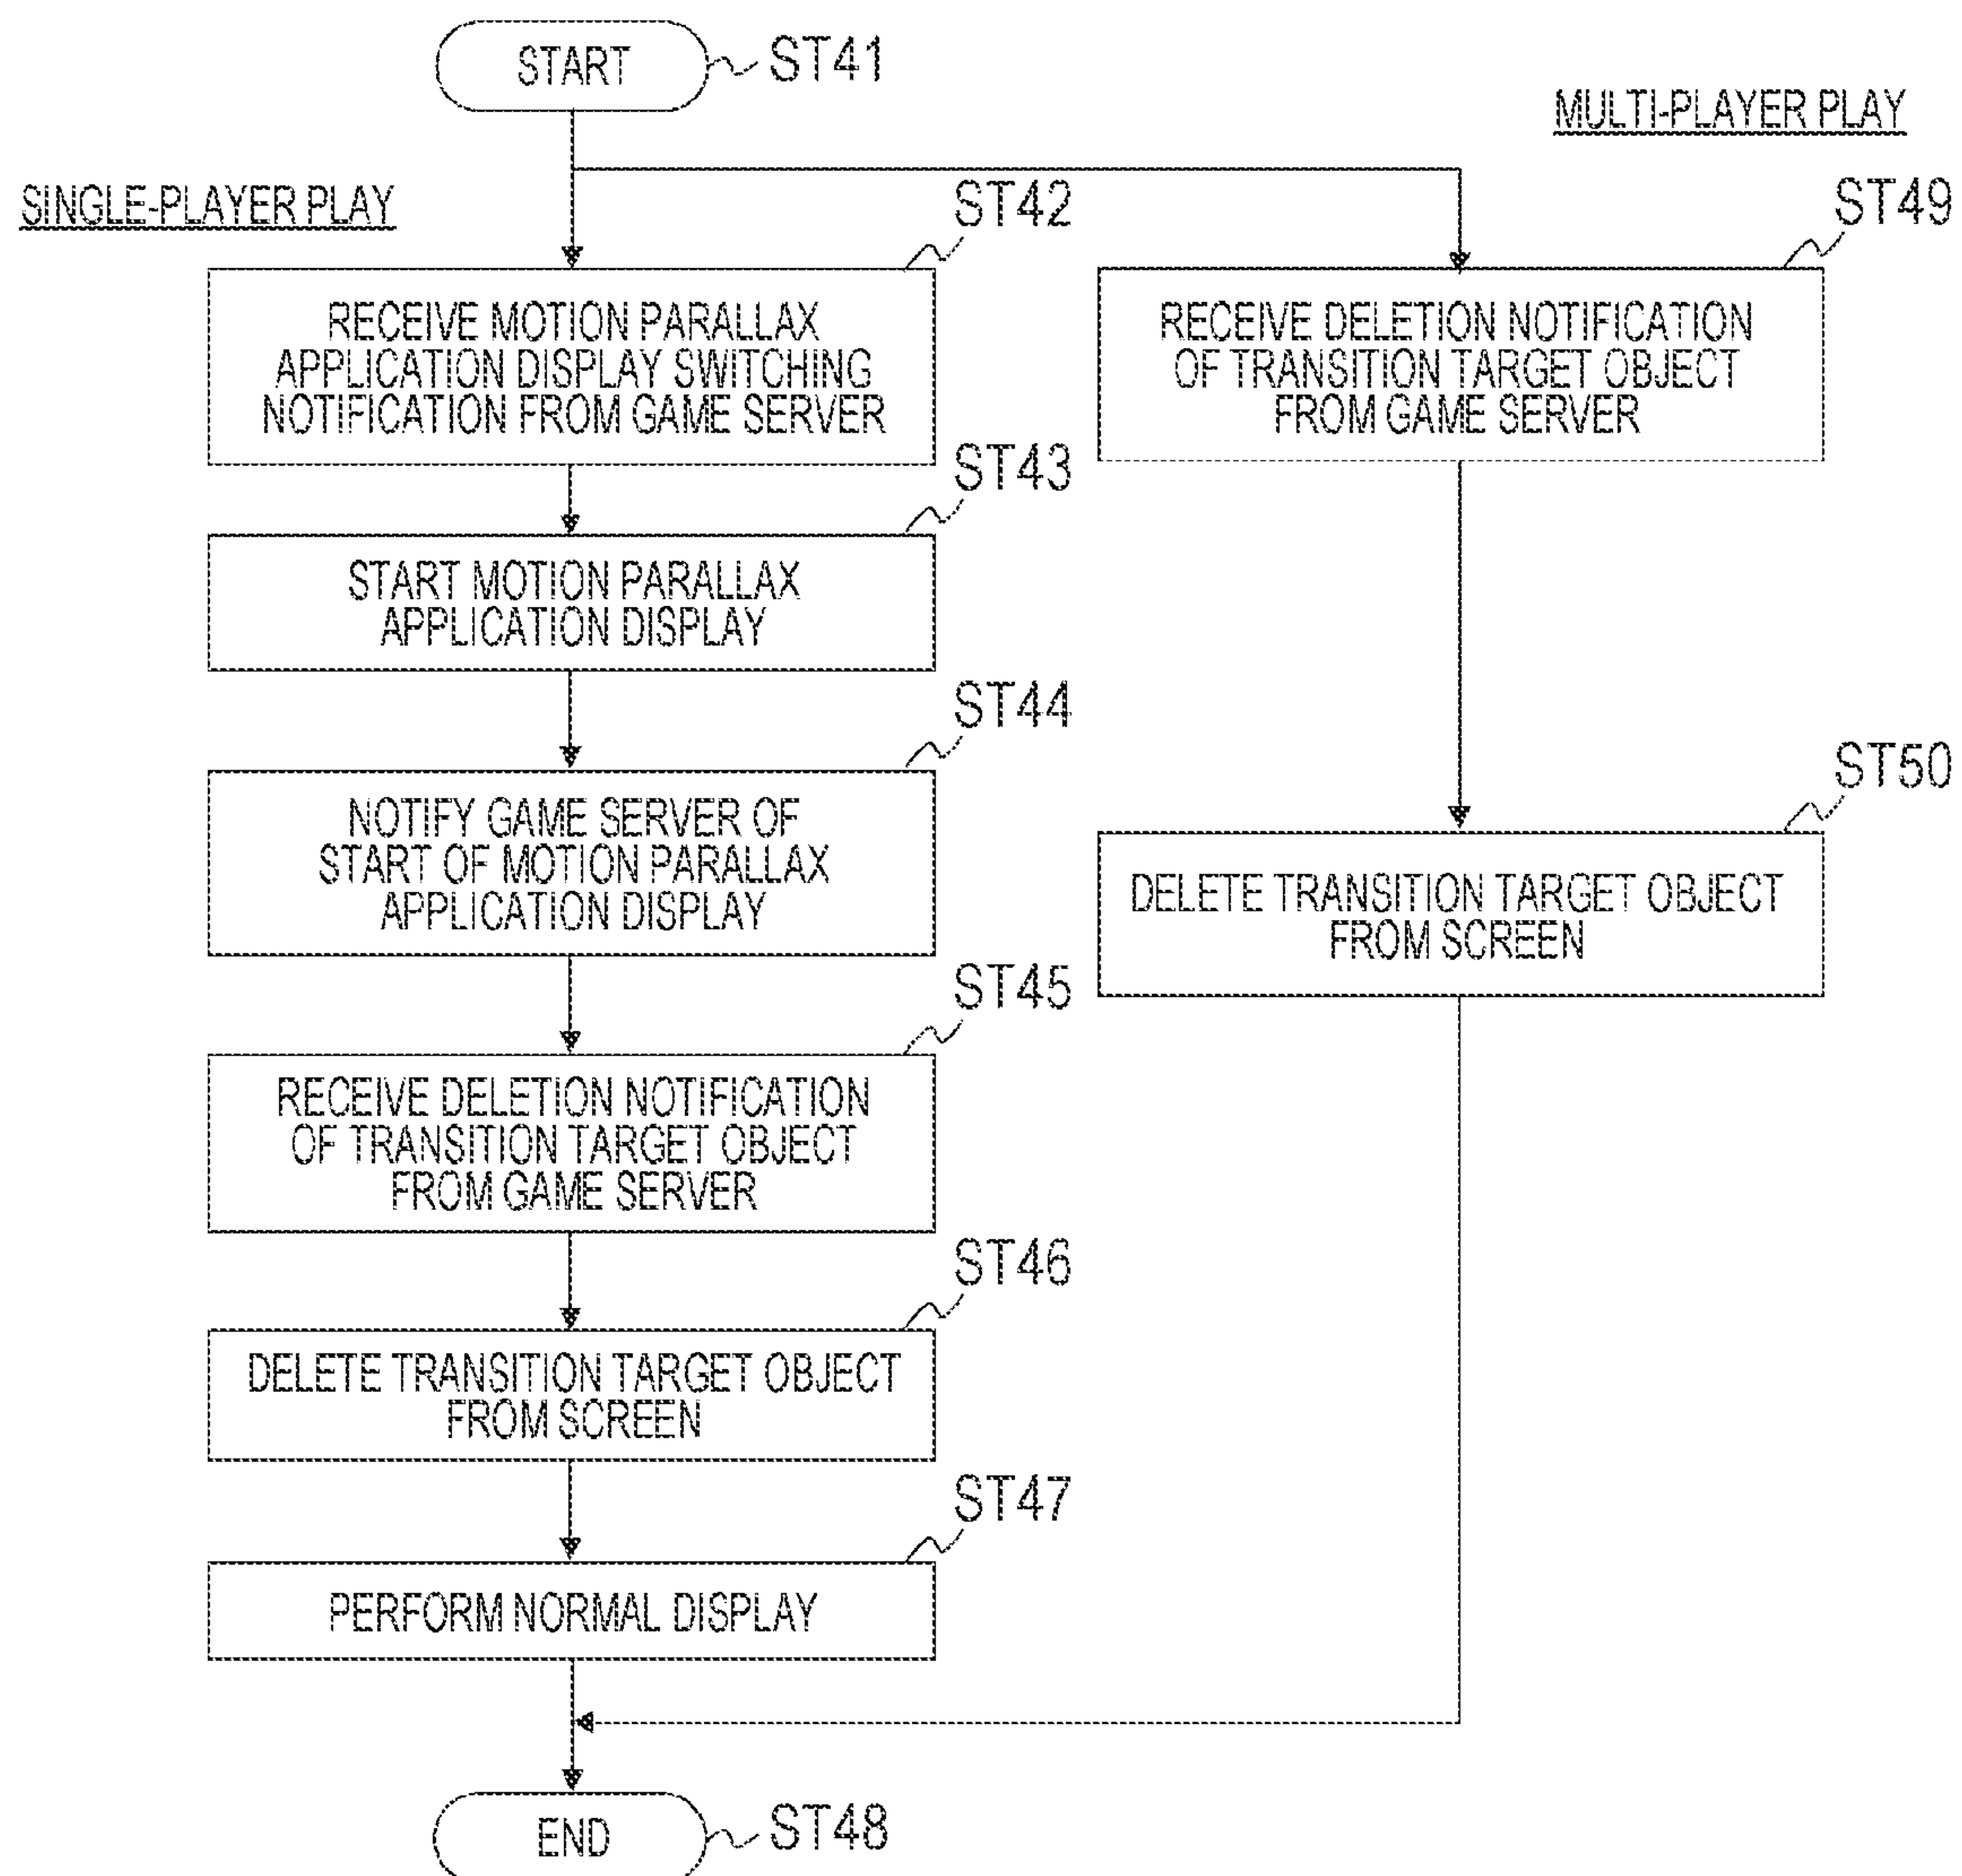 START
ST41
MULTI-PLAYER PLAY
SINGLE-PLAYER PLAY
ST42
RECEIVE MOTION PARALLAX
APPLICATION DISPLAY SWITCHING
NOTIFICATION FROM GAME SERVER
ST43
START MOTION PARALLAX
APPLICATION DISPLAY
ST44
NOTIFY GAME SERVER OF
START OF MOTION PARALLAX
APPLICATION DISPLAY
ST45
RECEIVE DELETION NOTIFICATION
OF TRANSITION TARGET OBJECT
FROM GAME SERVER
ST46
DELETE TRANSITION TARGET OBJECT
FROM SCREEN
ST47
PERFORM NORMAL DISPLAY
ST49
RECEIVE DELETION NOTIFICATION
OF TRANSITION TARGET OBJECT
FROM GAME SERVER
ST50
DELETE TRANSITION TARGET OBJECT
FROM SCREEN
END
ST48